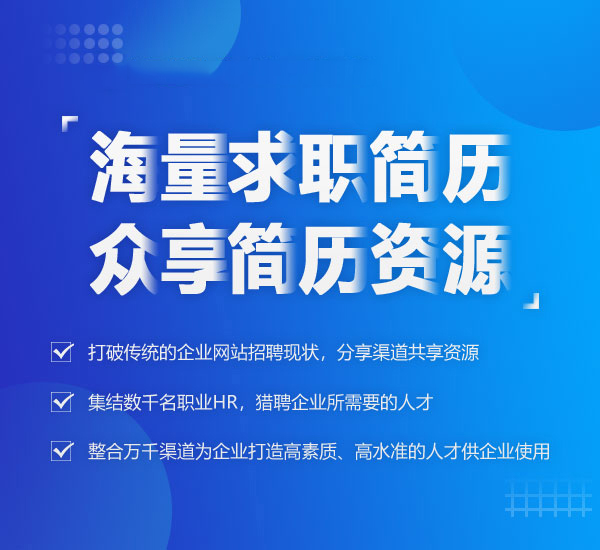 海量求职简历
众享简历资源
打破传统的企业网站招聘现状，分享渠道共享资源
集结数千名职业HR，猎聘企业所需要的人才
整合万千渠道为企业打造高素质、高水准的人才供企业使用